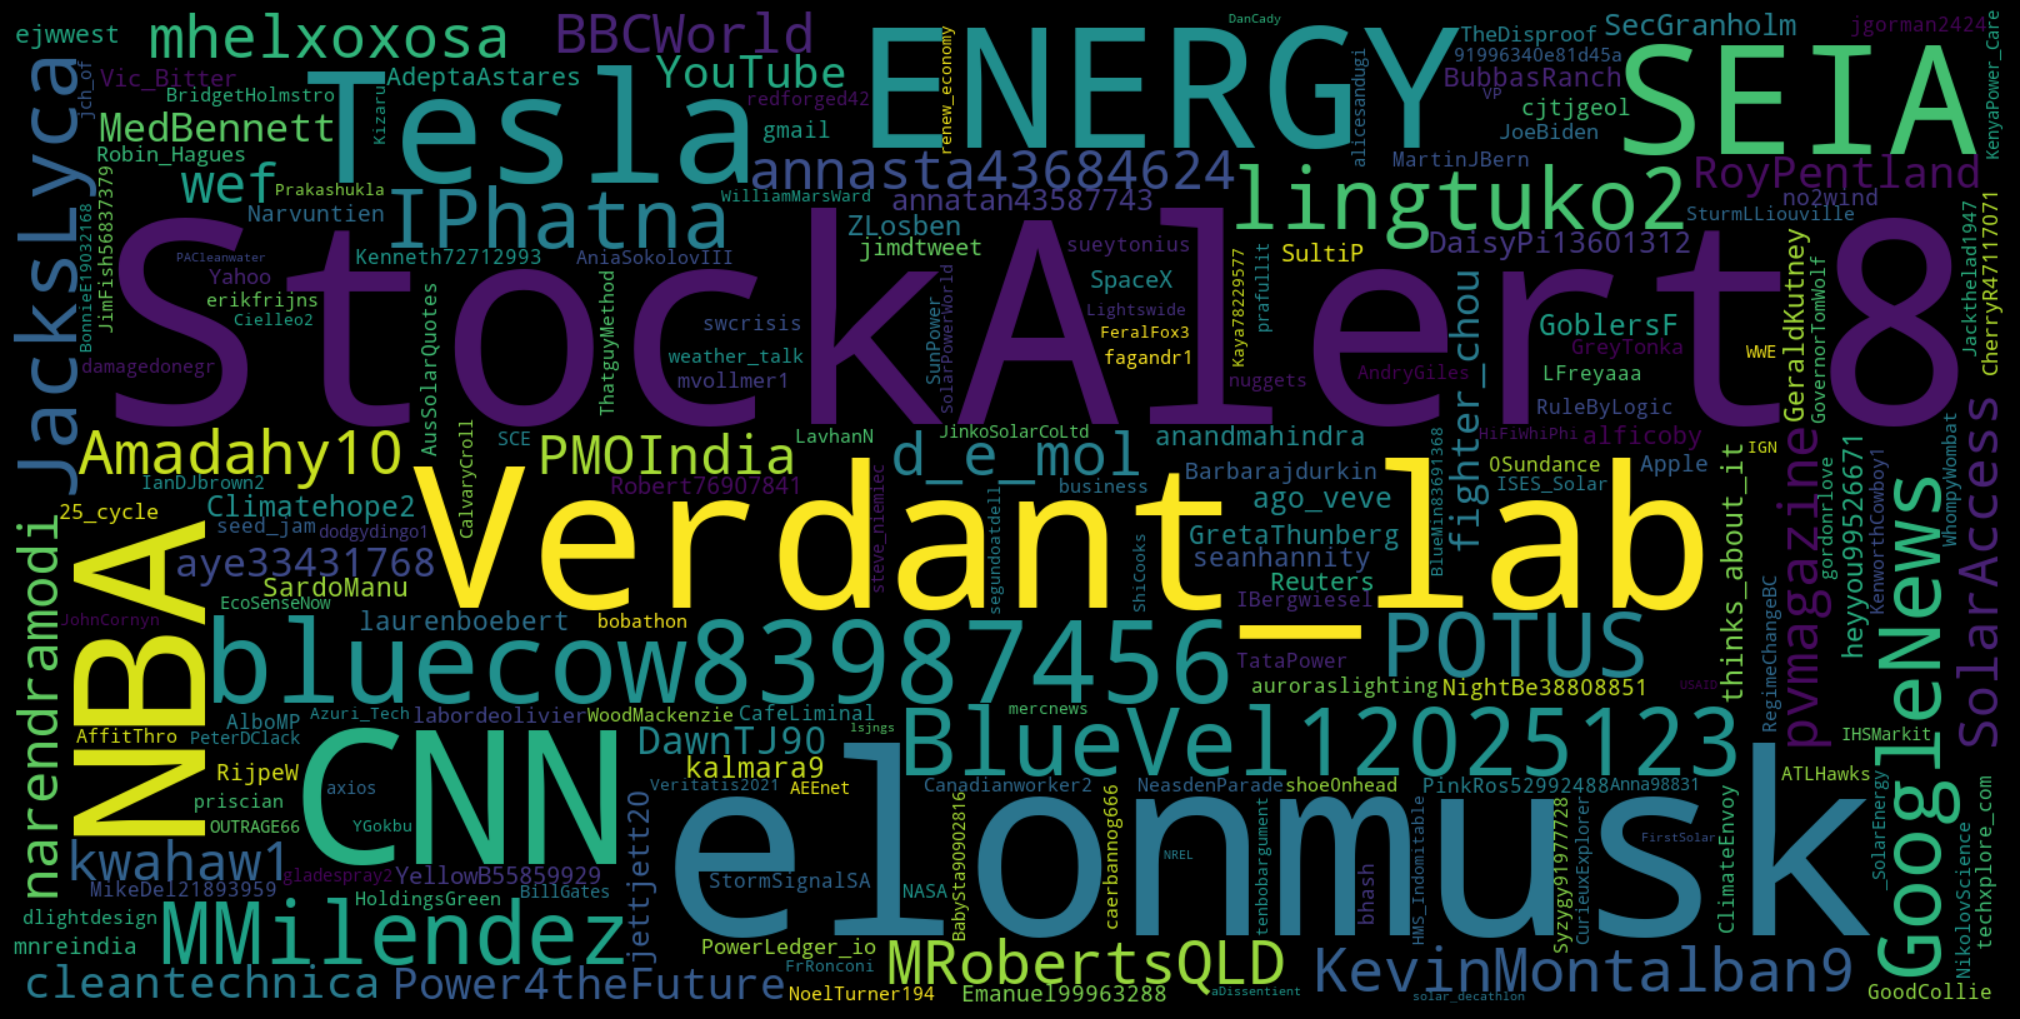 ejwwest
mhelxoxosa
BBCWorld
ENERGY
DanCady
TheDisproof
SecGranholm
jgorman2424
KenyaPower_Care
JacksLyca
jch_of
Vic_Bitter
Tesla
AdeptaAstares
YouTube
renew_economy
91996340e81d45a
BubbasRanch
SEIA
BridgetHolmstro
Kizaru
redforged42
alicesandugi
VP
cjtjgeol
MedBennett
gmail
JoeBiden
Robin_Hagues
wef
Prakashukla
annasta43684624
MartinJBern
lingtuko2
RoyPentland
JimFish56837379
Narvuntien
IPhatna
WilliamMarsWard
annatan43587743
no2wind
BonnieE19032168
ZLosben
SturmLLiouville
CherryR47117071
Jackthelad1947
PACleanwater
Kenneth72712993
AniaSokolovIII
jimdtweet
sueytonius
prafullit
SultiP
DaisyPi13601312
Yahoo
StockAlert8
SpaceX
Kaya78229577
GeraldKutney
GovernorTomWolf
erikfrijns
Cielleo2
AusSolarQuotes
ThatguyMethod
swcrisis
SunPower
solarPowerWorld
Lightswide
FeralFox3
fighter_chou
GoblersF
weather_talk
fagandr1
GreyTonka
WWE
damagedonegr
mvollmer1
nuggets
AndryGiles
LFreyaaa
RuleByLogic
Amadahy10
SCE
CalvaryCroll
PMOIndia
LavhanN
JinkoSolarCoLtd
d_e_mol
anandmahindra
BlueMin83691368
HiFiWhiPhi
alficoby
IGN
pvmagazine
SolarAccess
WhompyWombat
IanDJbrown2
Robert76907841
steve_niemiec
business
Barbarajdurkin
OSundance
Apple
ISES_Solar
thinks_about_it
gordonrlove
heyyou99526671
KenworthCowboy1
GoogleNews
25_cycle
Climatehope2
seed_jam
dodgydingo1
Verdant_lab
segundoatdell
ShiCooks
ago_veve
GretaThunberg
narendramodi
NBA
aye33431768
seanhannity
SardoManu
Reuters
EcoSenseNow
IBergwiesel
RegimeChangeBC
JohnCornyn
laurenboebert
bobathon
bluecow83987456
POTUS
TataPower
auroraslighting
NightBe38808851
USAID
AlboMP
Azuri_Tech
labordeolivier
WoodMackenzie
CafeLiminal
mercnews
AffitThro
PeterDClack
CNN
DawnTJ90
lsjngs
BlueVel12025123
IHSMarkit
RijpeW
kalmara9
ATLHawks
axios
Veritatis2021
AEEnet
Canadianworker2
NeasdenParade
shoe0nhead
PinkRos52992488
Anna98831
priscian
OUTRAGE66
YGokbu
jettjett20
elonmusk
BabySta90902816
caerbannog666
tenbobargument
HMS_Indomitable
Syzygy91977728
CurieuxExplorer
FirstSolar
ClimateEnvoy
_SolarEnergy
NikolovScience
techxplore_com
kwahaw1
gladespray2
YellowB55859929
StormSignalSA
NREL
bhash
MikeDel21893959
HoldingsGreen
BillGates
NASA
dlightdesign
MMilendez
mnreindia
PowerLedger_io
MRobertsQLD
KevinMontalban9
cleantechnica
Power4theFuture
FrRonconi
NoelTurner194
Emanuel99963288
aDissentient
solar_decathlon
GoodCollie